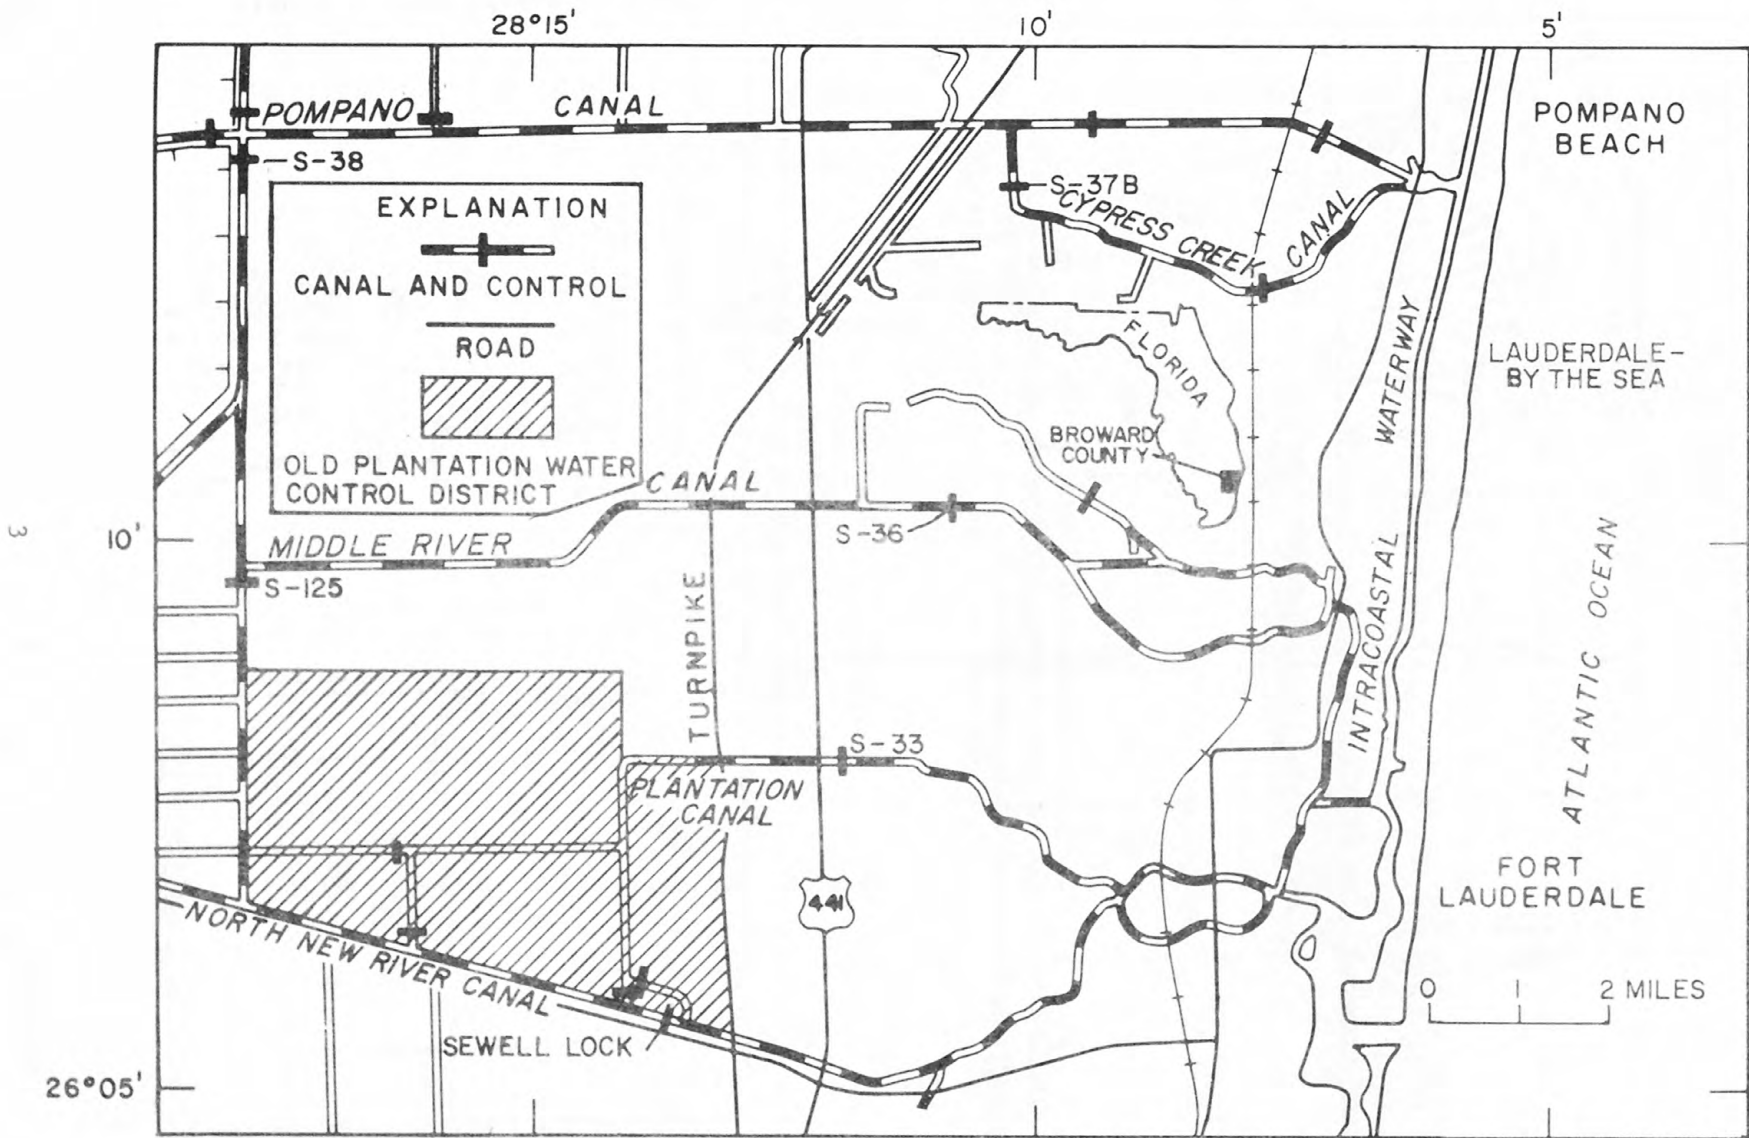 28°15'
10'
5'
POMPANO
CANAL
POMPANO
BEACH
S-38
S-37B
EXPLANATION
CANAL AND CONTROL
ROAD
OLD PLANTATION WATER
CONTROL DISTRICT
CYPRESS CREEK
CANAL
WATERWAY
FLORIDA
LAUDERDALE-
BY THE SEA
BROWARD
COUNTY
CANAL
S-36
3
10'
MIDDLE RIVER
S-125
TURNPIKE
INTRACOASTAL
ATLANTIC OCEAN
S-33
PLANTATION
CANAL
441
FORT
LAUDERDALE
NORTH NEW RIVER CANAL
0 1 2 MILES
SEWELL LOCK
26°05'